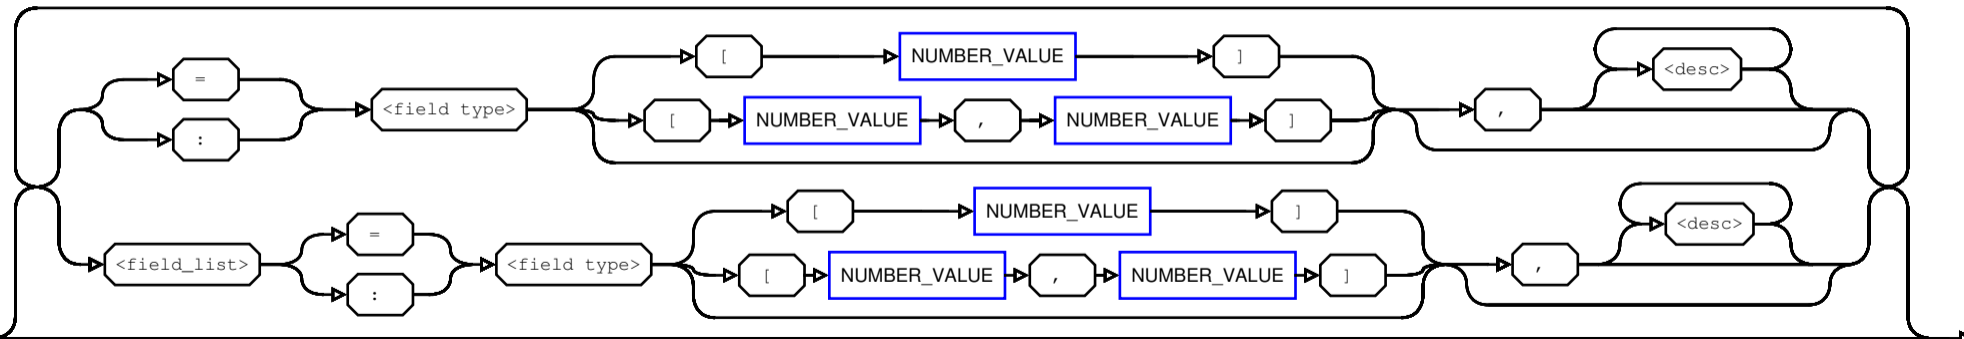 [ NUMBER_VALUE ]
= <field type> <desc>
[ NUMBER_VALUE , NUMBER_VALUE ] ,
:
[ NUMBER_VALUE ]
= <desc>
<field_list> <field type> ,
[ NUMBER_VALUE , NUMBER_VALUE ]
: